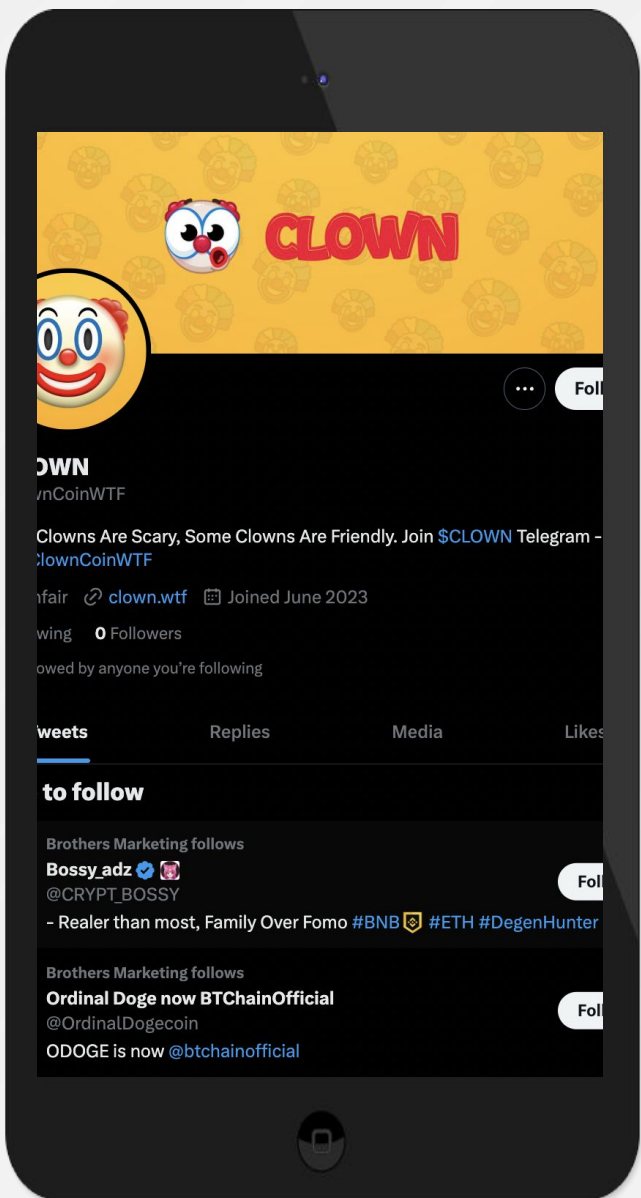 CLOWN
Foll
OWN
wnCoinWTF
Clowns Are Scary, Some Clowns Are Friendly. Join $CLOWN Telegram -
ClownCoinWTF
nfair clown.wtf Joined June 2023
wing 0 Followers
owed by anyone you're following
weets Replies Media Likes
to follow
Brothers Marketing follows
Bossy_adz
@CRYPT_BOSSY
Foll
- Realer than most, Family Over Fomo #BNB #ETH #DegenHunter
Brothers Marketing follows
Ordinal Doge now BTChainOfficial
@OrdinalDogecoin
Foll
ODOGE is now @btchainofficial